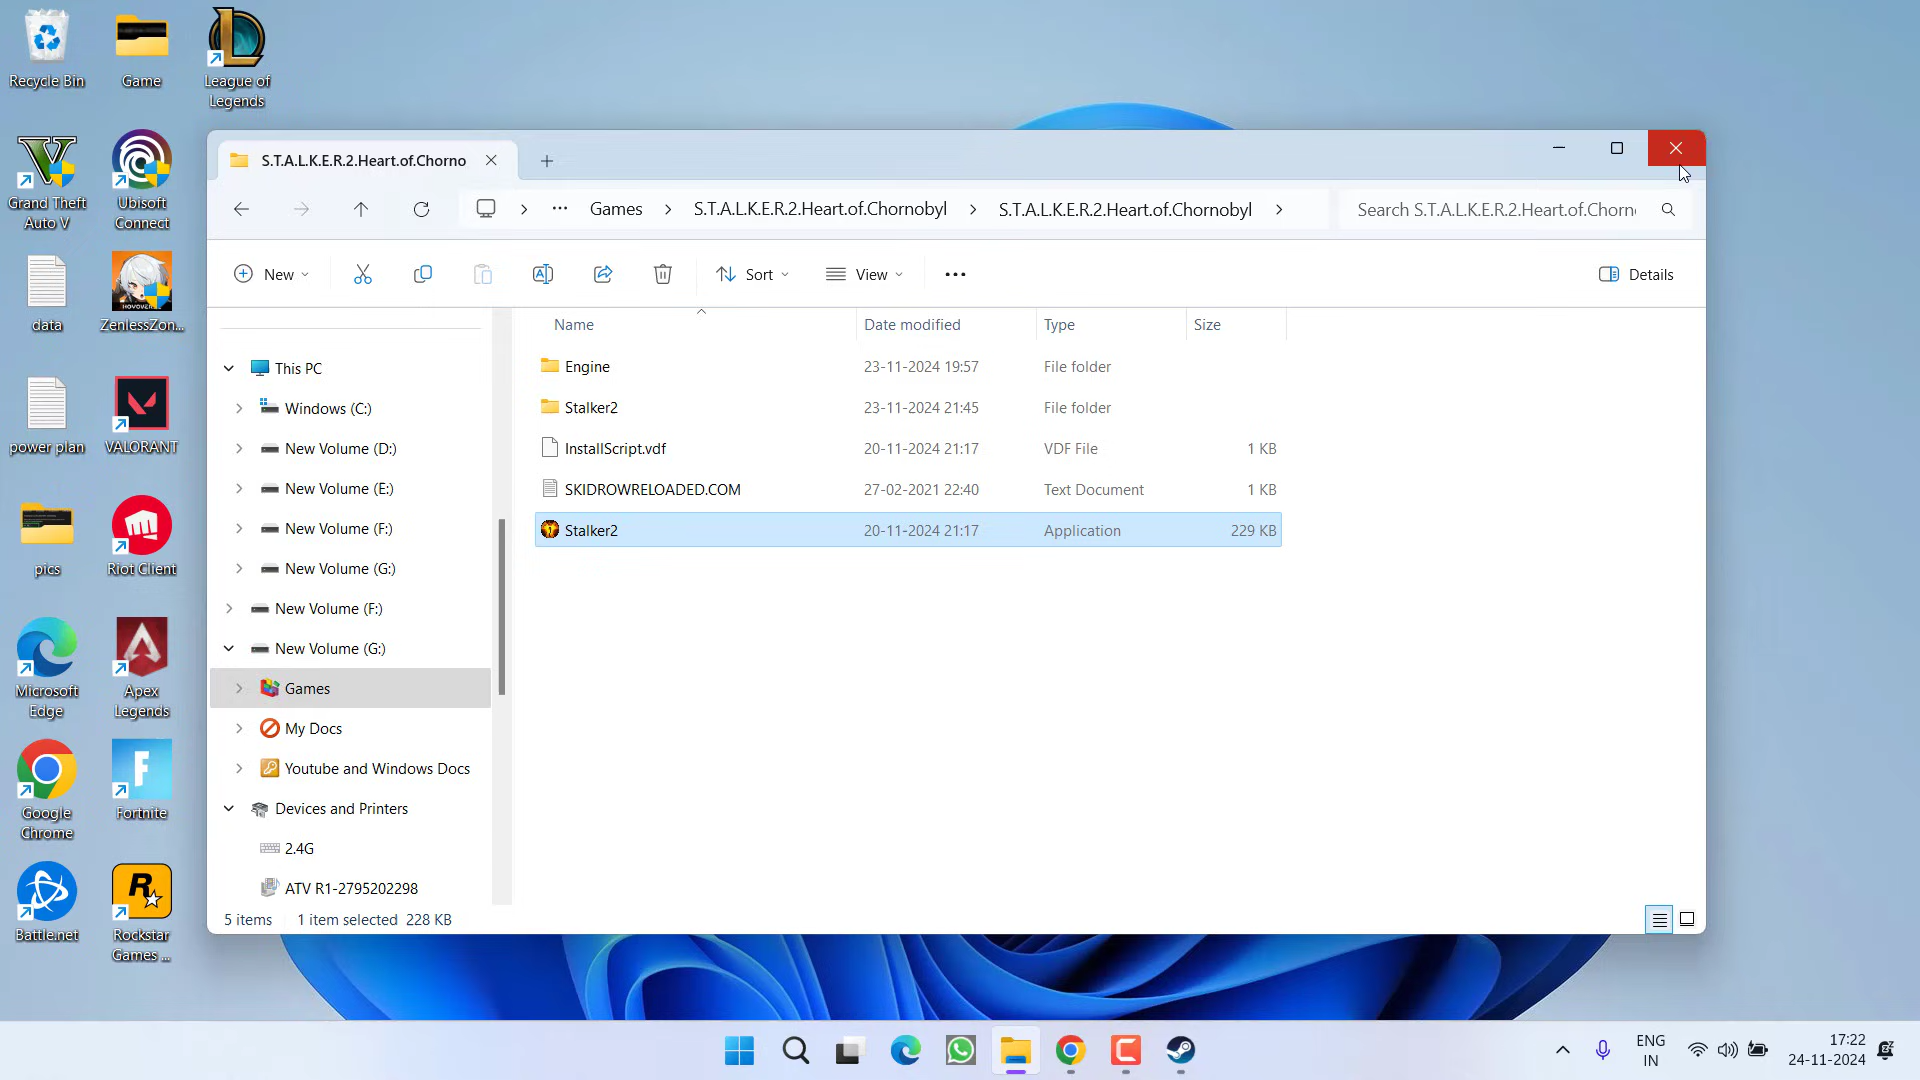 Recycle Bin
Game
League of
Legends
Grand Theft
Auto V
Ubisoft
Connect
data
ZenlessZon...
power plan
VALORANT
pics
Riot Client
Microsoft
Edge
Apex
Legends
Google
Chrome
Fortnite
Battle.net
Rockstar
Games ...
S.T.A.L.K.E.R.2.Heart.of.Chorno
Games
S.T.A.L.K.E.R.2.Heart.of.Chornobyl
S.T.A.L.K.E.R.2.Heart.of.Chornobyl
Search S.T.A.L.K.E.R.2.Heart.of.Chorn
New
Sort
View
Details
Name Date modified Type Size
Engine 23-11-2024 19:57 File folder
Stalker2 23-11-2024 21:45 File folder
InstallScript.vdf 20-11-2024 21:17 VDF File 1 KB
SKIDROWRELOADED.COM 27-02-2021 22:40 Text Document 1 KB
Stalker2 20-11-2024 21:17 Application 229 KB
This PC
Windows (C:)
New Volume (D:)
New Volume (E:)
New Volume (F:)
New Volume (G:)
New Volume (F:)
New Volume (G:)
Games
My Docs
Youtube and Windows Docs
Devices and Printers
2.4G
ATV R1-2795202298
5 items 1 item selected 228 KB
ENG
IN
17:22
24-11-2024